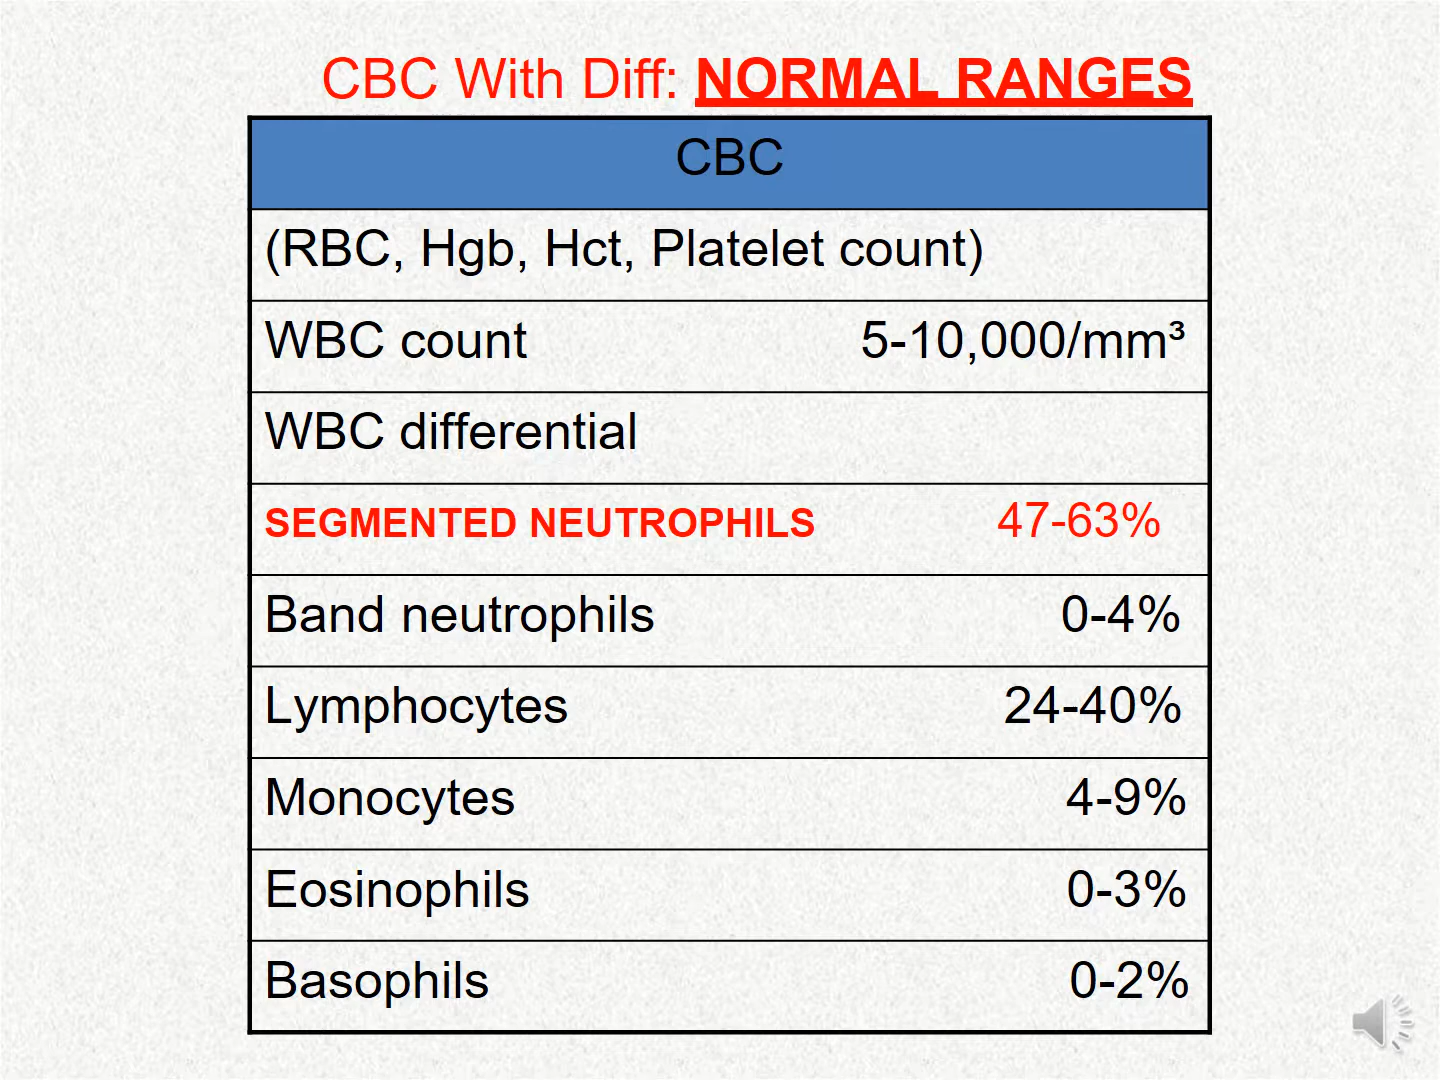 CBC With Diff: NORMAL RANGES
CBC
(RBC, Hgb, Hct, Platelet count)
WBC count 5-10,000/mm³
WBC differential
SEGMENTED NEUTROPHILS 47-63%
Band neutrophils 0-4%
Lymphocytes 24-40%
Monocytes 4-9%
Eosinophils 0-3%
Basophils 0-2%